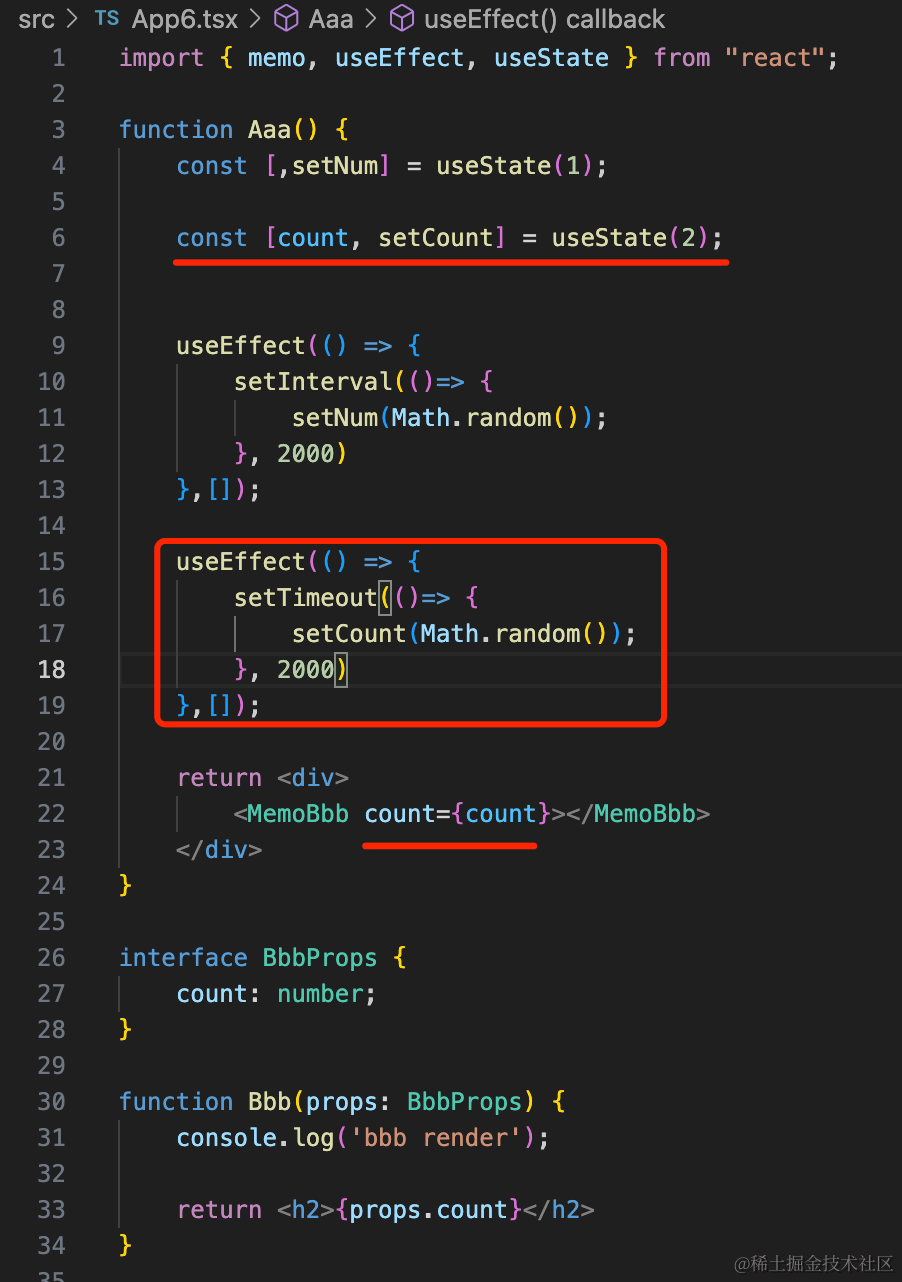 src > TS App6.tsx > Aaa > useEffect() callback
1 import { memo, useEffect, useState } from "react";
2
3 function Aaa() {
4     const [,setNum] = useState(1);
5
6     const [count, setCount] = useState(2);
7
8
9     useEffect(() => {
10         setInterval(()=> {
11             setNum(Math.random());
12         }, 2000)
13     },[]);
14
15     useEffect(() => {
16         setTimeout(()=> {
17             setCount(Math.random());
18         }, 2000)
19     },[]);
20
21     return <div>
22         <MemoBbb count={count}></MemoBbb>
23     </div>
24 }
25
26 interface BbbProps {
27     count: number;
28 }
29
30 function Bbb(props: BbbProps) {
31     console.log('bbb render');
32
33     return <h2>{props.count}</h2>
34 }
35
@稀土掘金技术社区